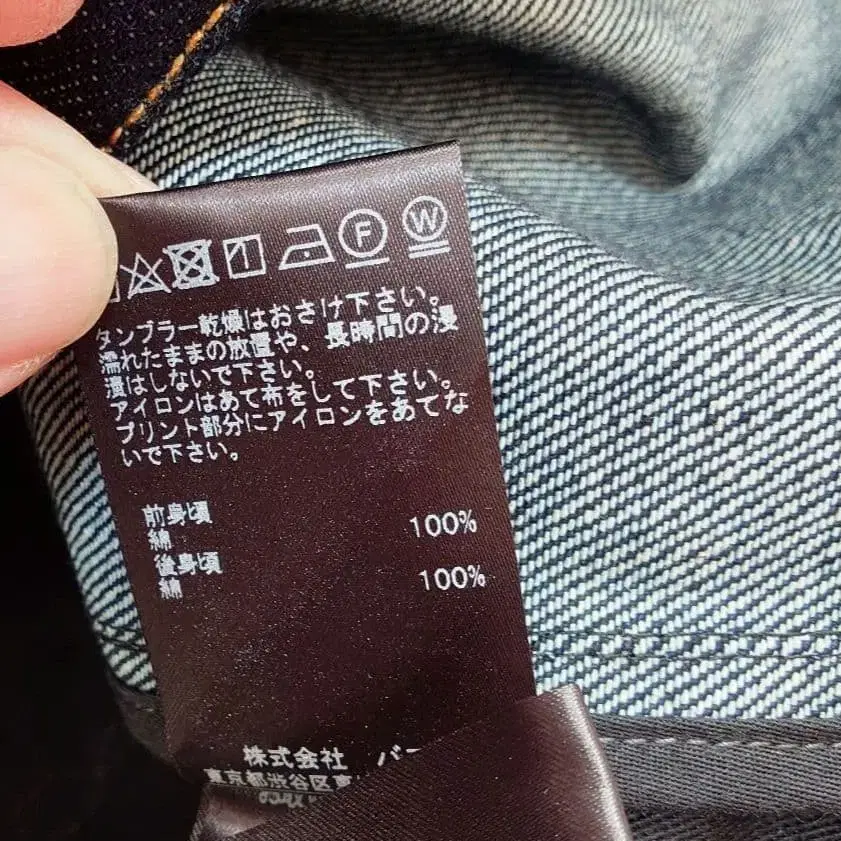 F W
タンブラー乾燥はおさけ下さい。
濡れたままの放置や、長時間の浸
漬はしないで下さい。
アイロンはあて布をして下さい。
プリント部分にアイロンをあてな
いで下さい。
前身頃
綿 100%
後身頃
綿 100%
株式会社
東京都渋谷区